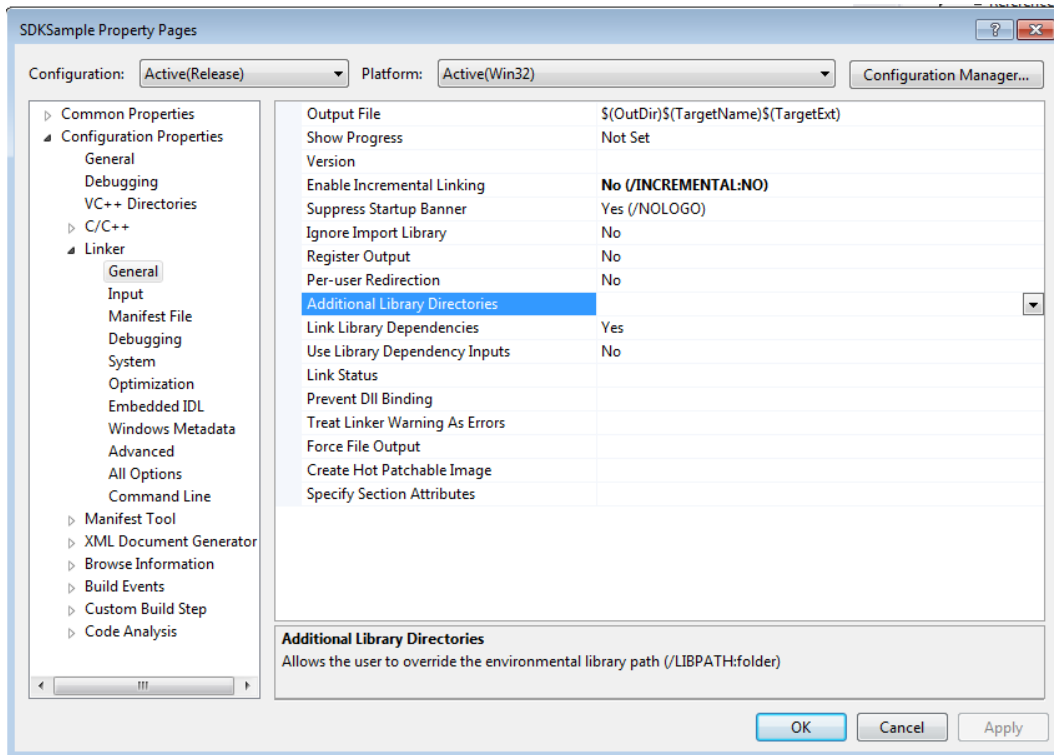 SDKSample Property Pages
Configuration: Active(Release) Platform: Active(Win32) Configuration Manager...
Common Properties
Configuration Properties
General
Debugging
VC++ Directories
C/C++
Linker
General
Input
Manifest File
Debugging
System
Optimization
Embedded IDL
Windows Metadata
Advanced
All Options
Command Line
Manifest Tool
XML Document Generator
Browse Information
Build Events
Custom Build Step
Code Analysis
Output File $(OutDir)$(TargetName)$(TargetExt)
Show Progress Not Set
Version
Enable Incremental Linking No (/INCREMENTAL:NO)
Suppress Startup Banner Yes (/NOLOGO)
Ignore Import Library No
Register Output No
Per-user Redirection No
Additional Library Directories
Link Library Dependencies Yes
Use Library Dependency Inputs No
Link Status
Prevent Dll Binding
Treat Linker Warning As Errors
Force File Output
Create Hot Patchable Image
Specify Section Attributes
Additional Library Directories
Allows the user to override the environmental library path (/LIBPATH:folder)
OK Cancel Apply